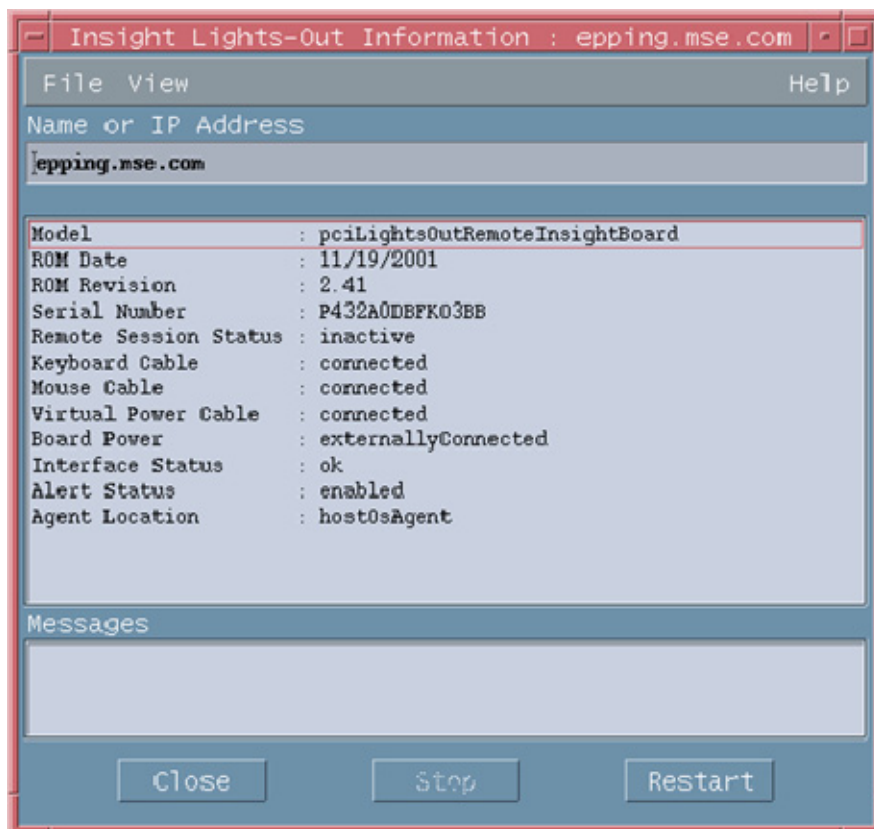 Insight Lights-Out Information : epping.mse.com
File View Help
Name or IP Address
epping.mse.com
Model : pciLightsOutRemoteInsightBoard
ROM Date : 11/19/2001
ROM Revision : 2.41
Serial Number : P432A0DBFKO3BB
Remote Session Status : inactive
Keyboard Cable : connected
Mouse Cable : connected
Virtual Power Cable : connected
Board Power : externallyConnected
Interface Status : ok
Alert Status : enabled
Agent Location : hostOsAgent
Messages
Close Stop Restart